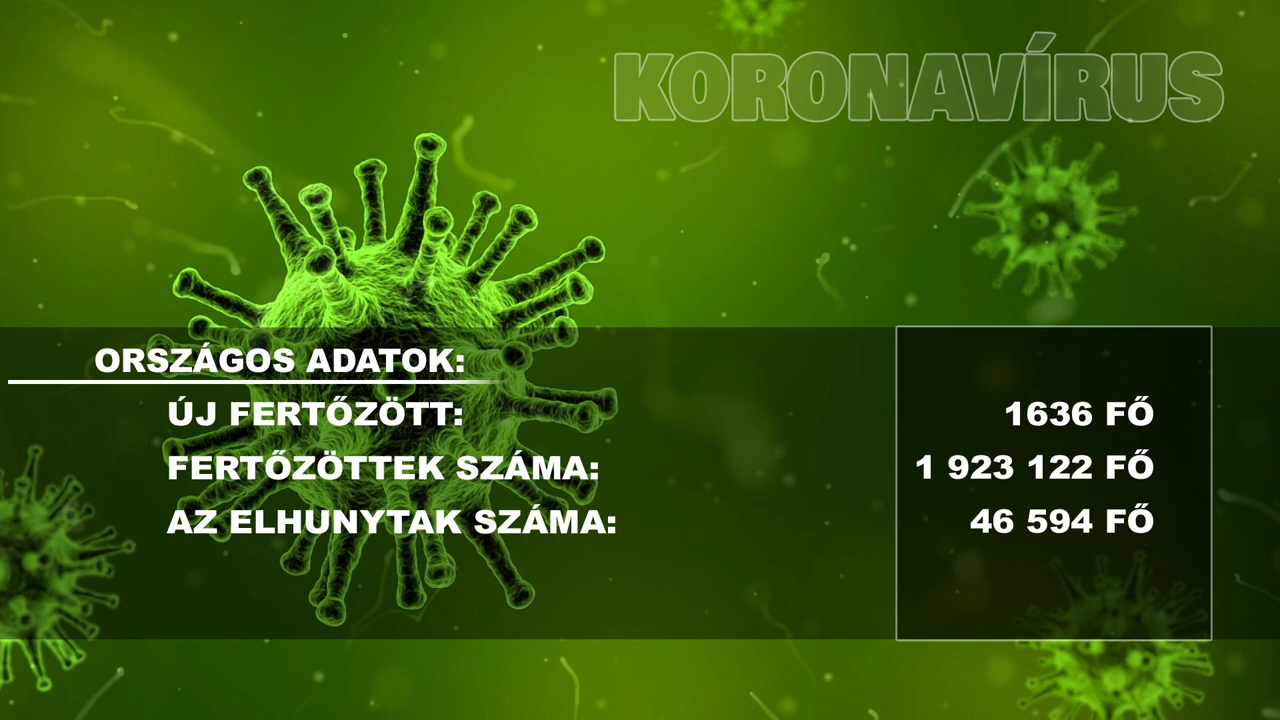 KORONAVÍRUS
ORSZÁGOS ADATOK:
ÚJ FERTŐZÖTT: 1636 FŐ
FERTŐZÖTTEK SZÁMA: 1 923 122 FŐ
AZ ELHUNYTAK SZÁMA: 46 594 FŐ